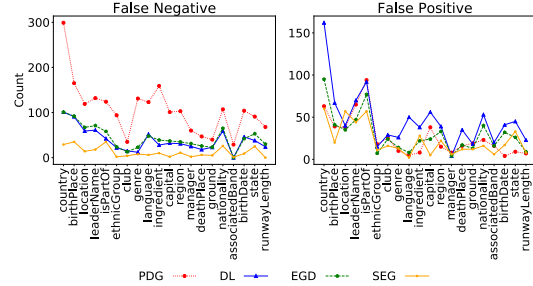 False Negative
False Positive
Count
300
200
100
0
150
100
50
0
country
birthPlace
location
leaderName
isPartOf
ethnicGroup
club
genre
language
ingredient
capital
region
manager
deathPlace
ground
nationality
associatedBand
birthDate
state
runwayLength
country
birthPlace
location
leaderName
isPartOf
ethnicGroup
club
genre
language
ingredient
capital
region
manager
deathPlace
ground
nationality
associatedBand
birthDate
state
runwayLength
PDG DL EGD SEG